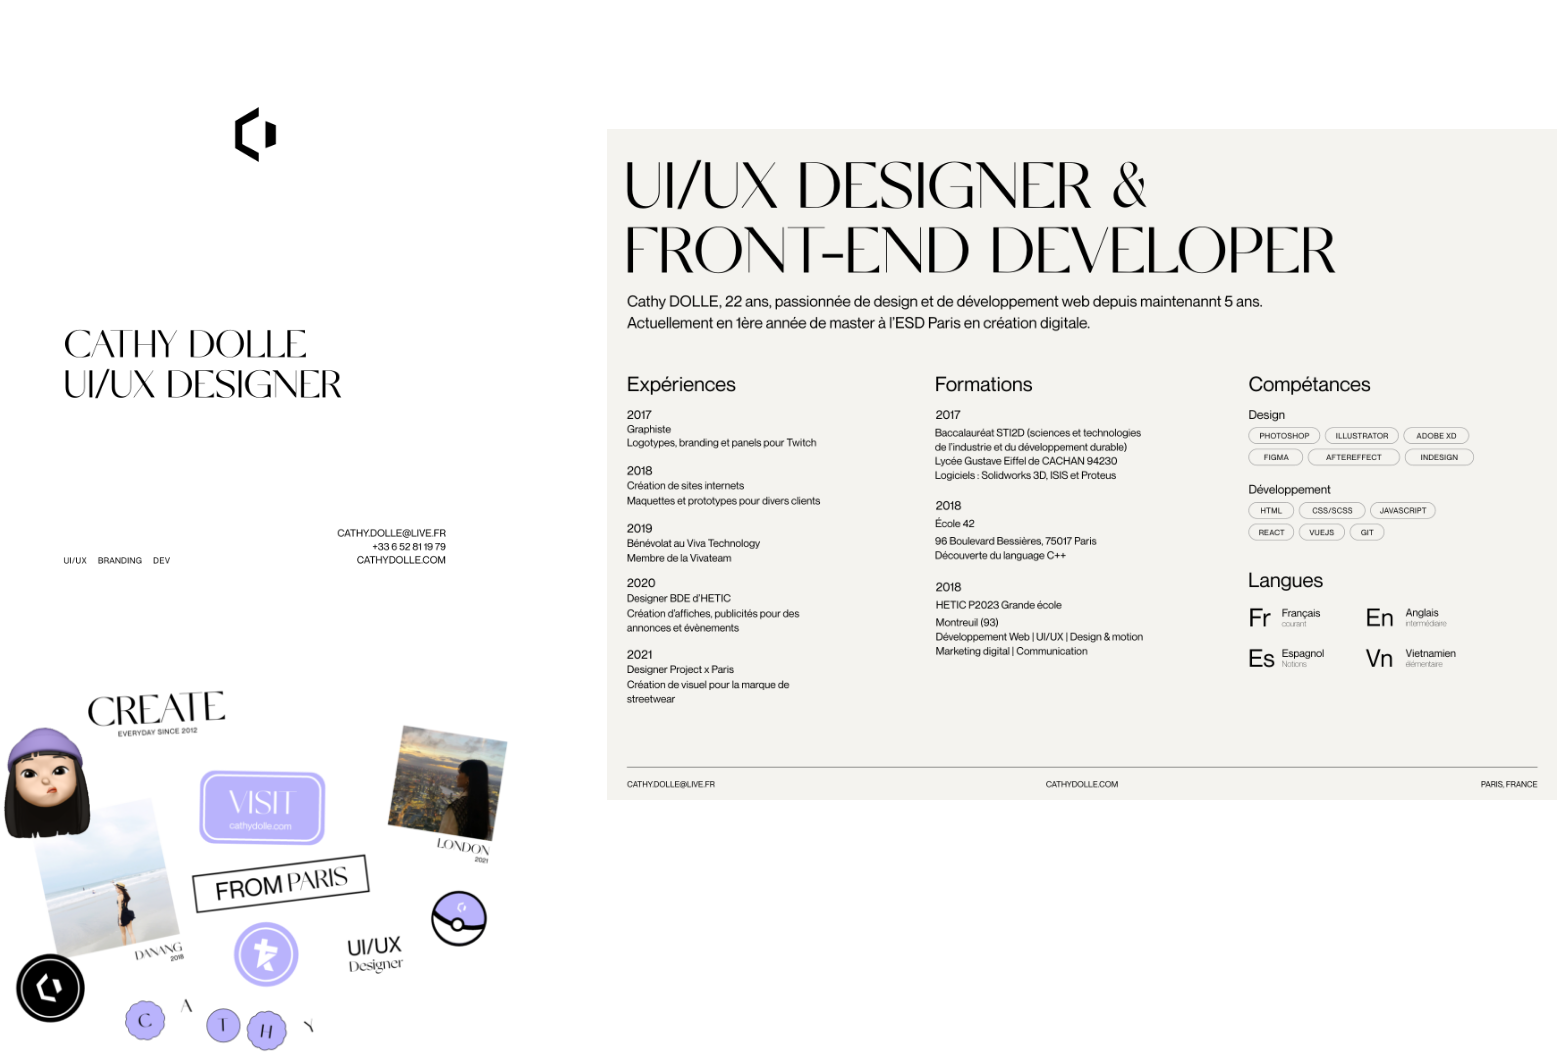 CATHY DOLLE
UI/UX DESIGNER
CATHY.DOLLE@LIVE.FR
+33 6 52 81 19 79
UI/UX BRANDING DEV
CATHYDOLLE.COM
CREATE
EVERYDAY SINCE 2012
VISIT
cathydolle.com
LONDON
2021
FROM PARIS
DANANG
2018
UI/UX
Designer
C A T H Y
UI/UX DESIGNER &
FRONT-END DEVELOPER
Cathy DOLLE, 22 ans, passionnée de design et de développement web depuis maintenannt 5 ans.
Actuellement en 1ère année de master à l'ESD Paris en création digitale.
Expériences
2017
Graphiste
Logotypes, branding et panels pour Twitch
2018
Création de sites internets
Maquettes et prototypes pour divers clients
2019
Bénévolat au Viva Technology
Membre de la Vivateam
2020
Designer BDE d'HETIC
Création d'affiches, publicités pour des
annonces et évènements
2021
Designer Project x Paris
Création de visuel pour la marque de
streetwear
Formations
2017
Baccalauréat STI2D (sciences et technologies
de l'industrie et du développement durable)
Lycée Gustave Eiffel de CACHAN 94230
Logiciels : Solidworks 3D, ISIS et Proteus
2018
École 42
96 Boulevard Bessières, 75017 Paris
Découverte du language C++
2018
HETIC P2023 Grande école
Montreuil (93)
Développement Web | UI/UX | Design & motion
Marketing digital | Communication
Compétances
Design
PHOTOSHOP ILLUSTRATOR ADOBE XD
FIGMA AFTEREFFECT INDESIGN
Développement
HTML CSS/SCSS JAVASCRIPT
REACT VUEJS GIT
Langues
Fr Français
courant
En Anglais
intermédiaire
Es Espagnol
Notions
Vn Vietnamien
élémentaire
CATHY.DOLLE@LIVE.FR
CATHYDOLLE.COM
PARIS, FRANCE